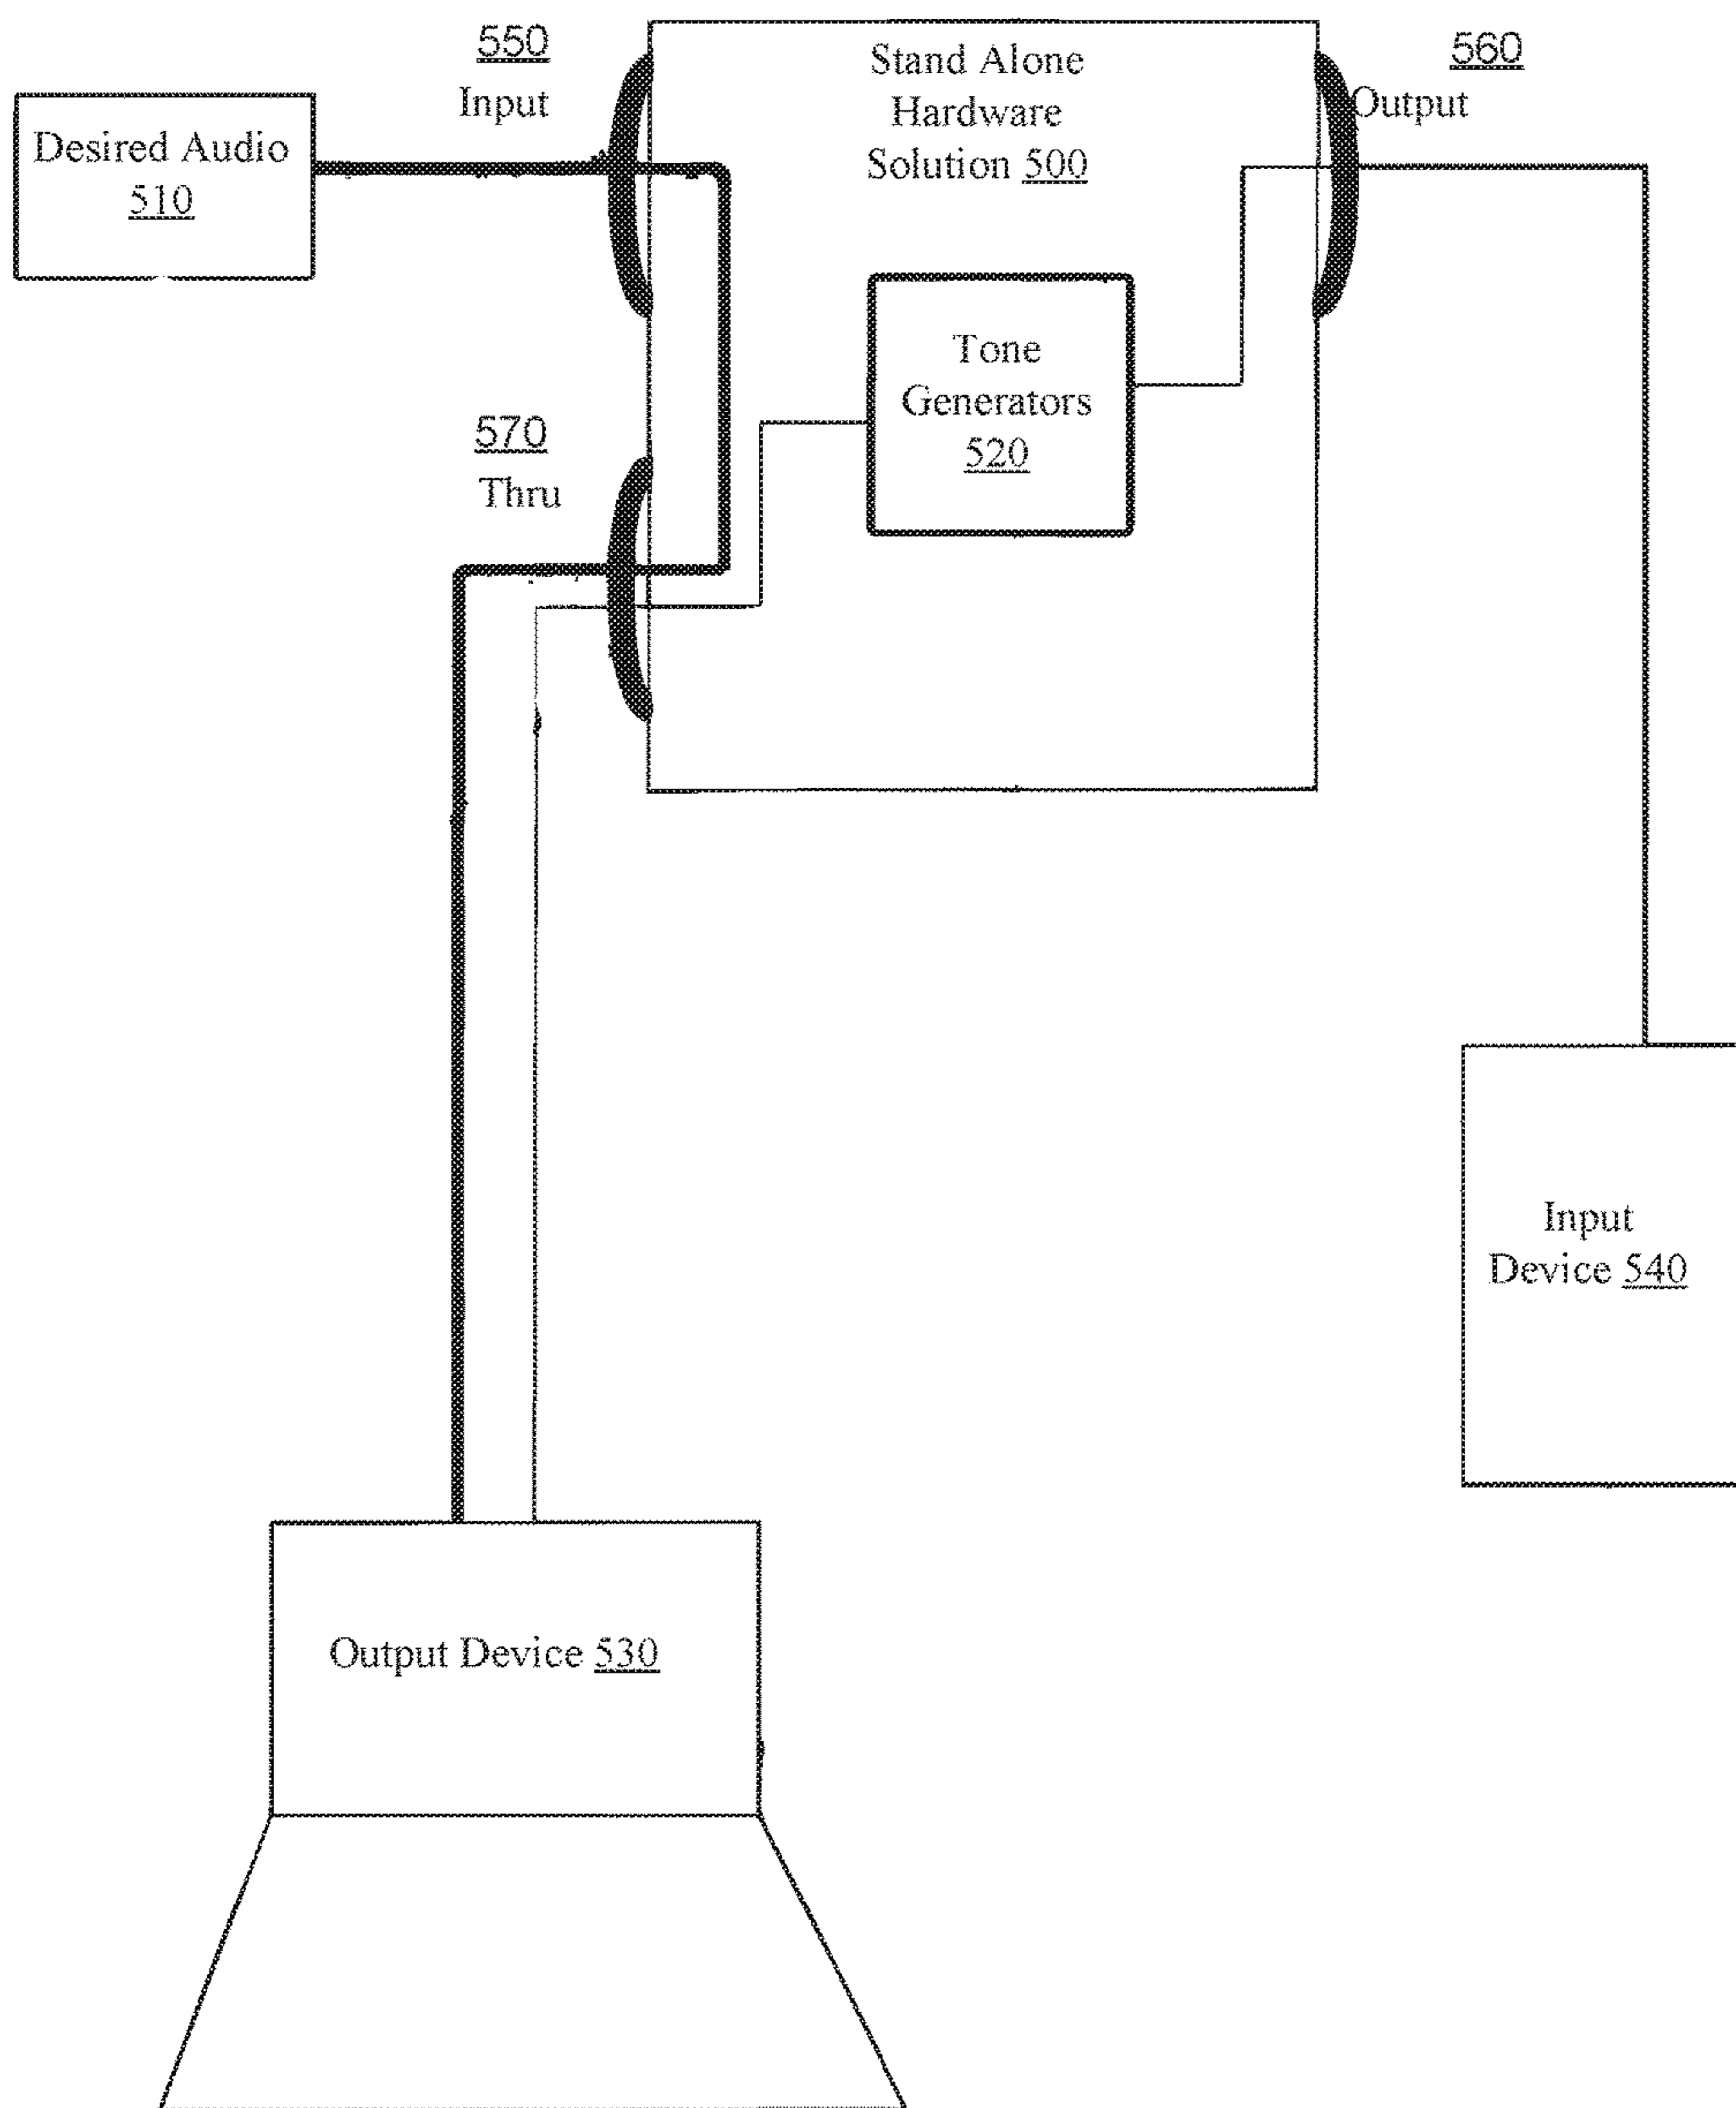 550
Input
Stand Alone
Hardware
Solution 500
560
Output
Desired Audio
510
Tone
Generators
520
570
Thru
Input
Device 540
Output Device 530